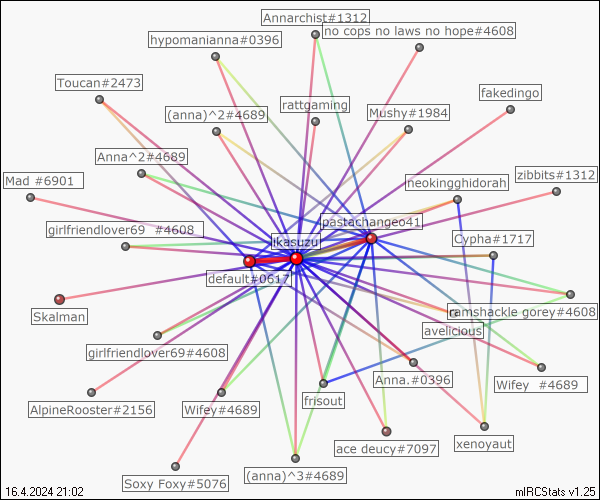 Annarchist#1312
no cops no laws no hope#4608
hypomanianna#0396
Toucan#2473
rattgaming
fakedingo
(anna)^2#4689
Mushy#1984
Anna^2#4689
Mad #6901
neokingghidorah
zibbits#1312
pastachangeo41
girlfriendlover69 #4608
ikasuzu
Cypha#1717
default#0617
Skalman
ramshackle gorey#4608
avelicious
girlfriendlover69#4608
Anna.#0396
Wifey #4689
AlpineRooster#2156
Wifey#4689
frisout
ace deucy#7097
xenoyaut
Soxy Foxy#5076
(anna)^3#4689
16.4.2024 21:02
mIRCStats v1.25